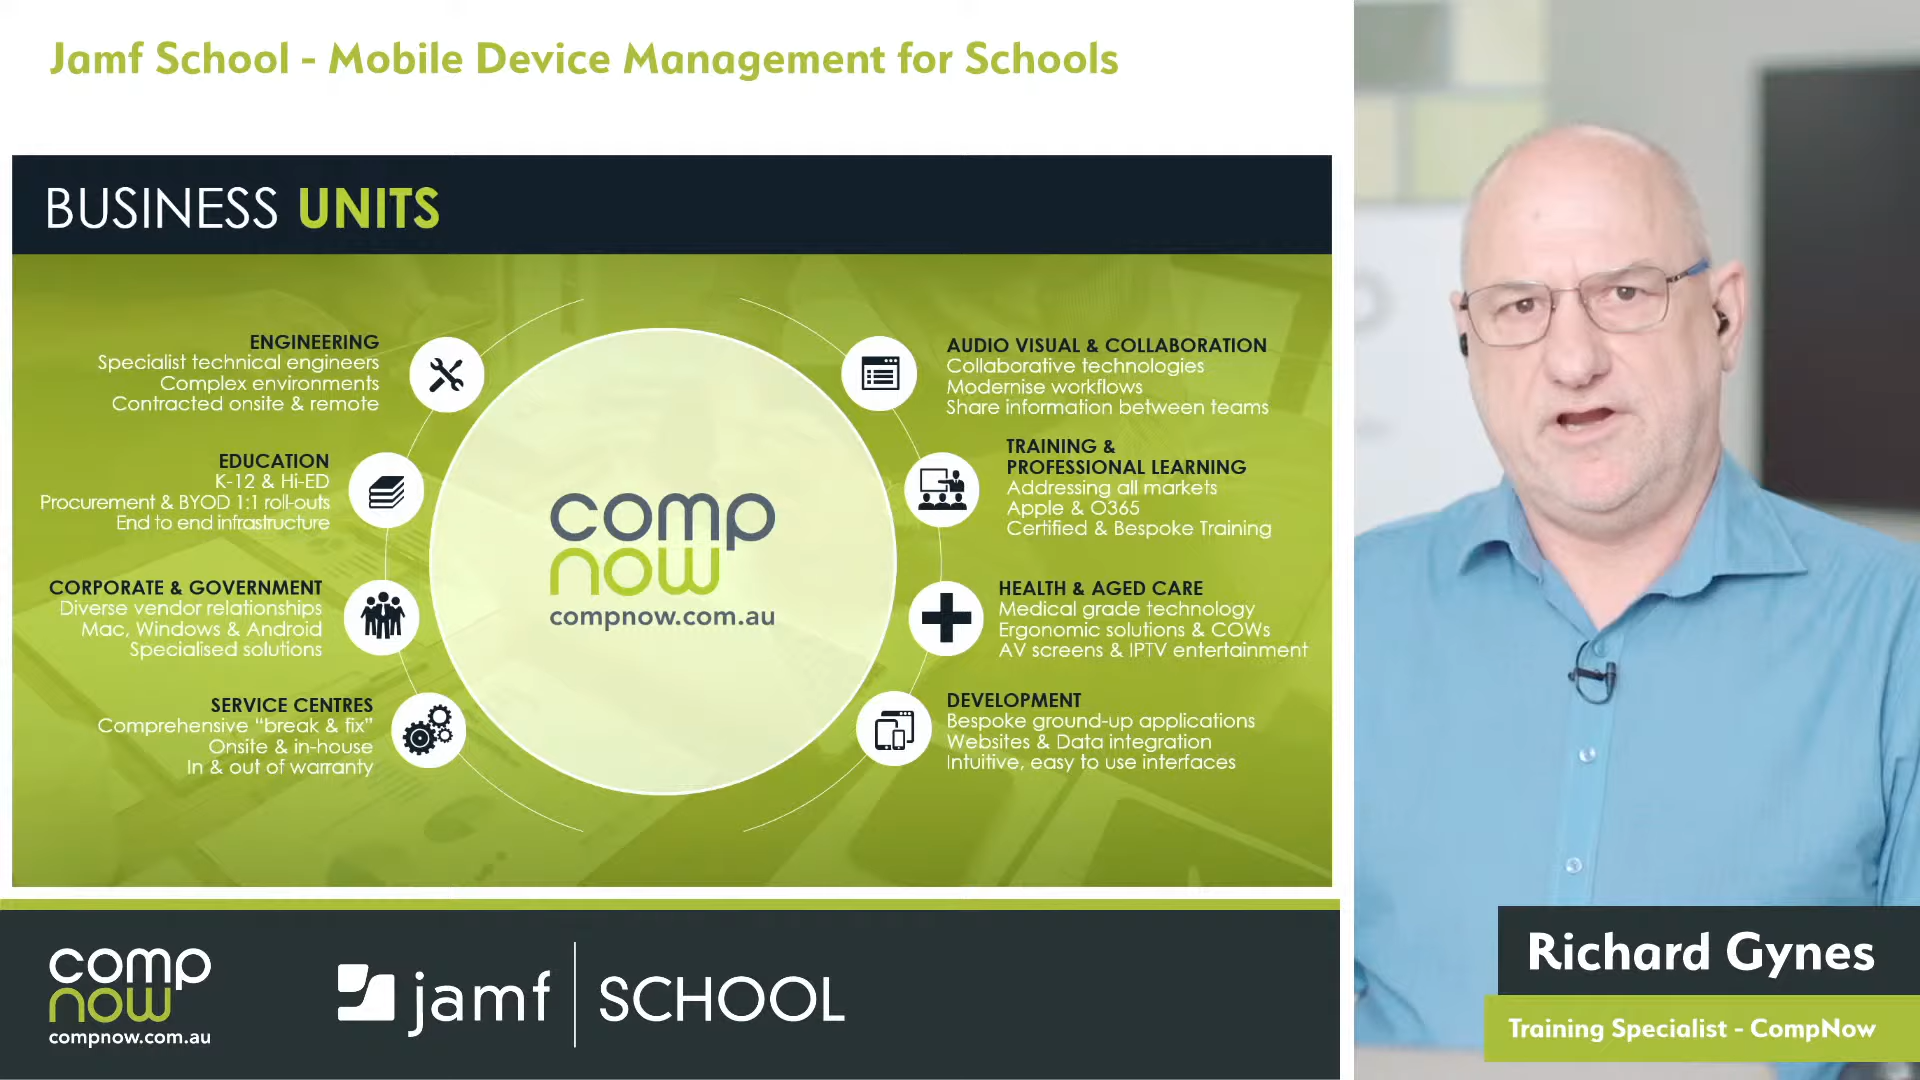 Jamf School - Mobile Device Management for Schools
BUSINESS UNITS
ENGINEERING
Specialist technical engineers
Complex environments
Contracted onsite & remote
EDUCATION
K-12 & Hi-ED
Procurement & BYOD 1:1 roll-outs
End to end infrastructure
CORPORATE & GOVERNMENT
Diverse vendor relationships
Mac, Windows & Android
Specialised solutions
SERVICE CENTRES
Comprehensive “break & fix”
Onsite & in-house
In & out of warranty
comp
now
compnow.com.au
AUDIO VISUAL & COLLABORATION
Collaborative technologies
Modernise workflows
Share information between teams
TRAINING &
PROFESSIONAL LEARNING
Addressing all markets
Apple & O365
Certified & Bespoke Training
HEALTH & AGED CARE
Medical grade technology
Ergonomic solutions & COWs
AV screens & IPTV entertainment
DEVELOPMENT
Bespoke ground-up applications
Websites & Data integration
Intuitive, easy to use interfaces
comp
now
compnow.com.au
jamf | SCHOOL
Richard Gynes
Training Specialist - CompNow